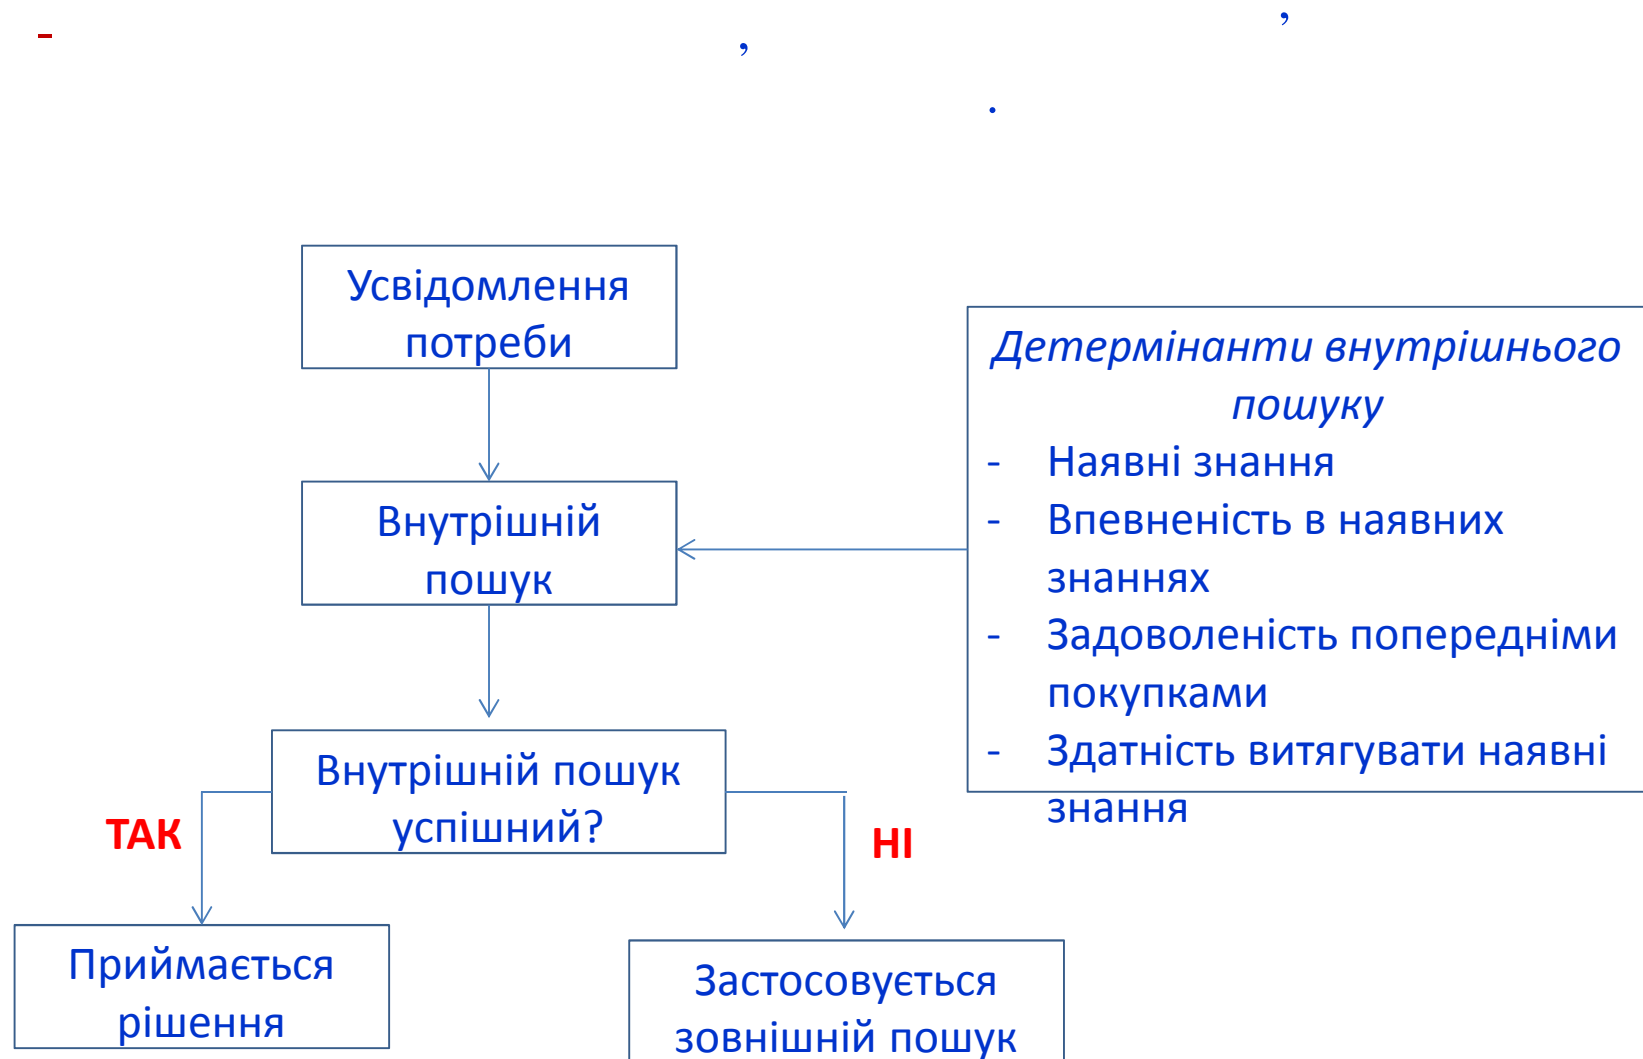 Усвідомлення
потреби
Детермінанти внутрішнього
пошуку
- Наявні знання
- Впевненість в наявних
знаннях
- Задоволеність попередніми
покупками
- Здатність витягувати наявні
знання
Внутрішній
пошук
Внутрішній пошук
успішний?
ТАК
НІ
Приймається
рішення
Застосовується
зовнішній пошук